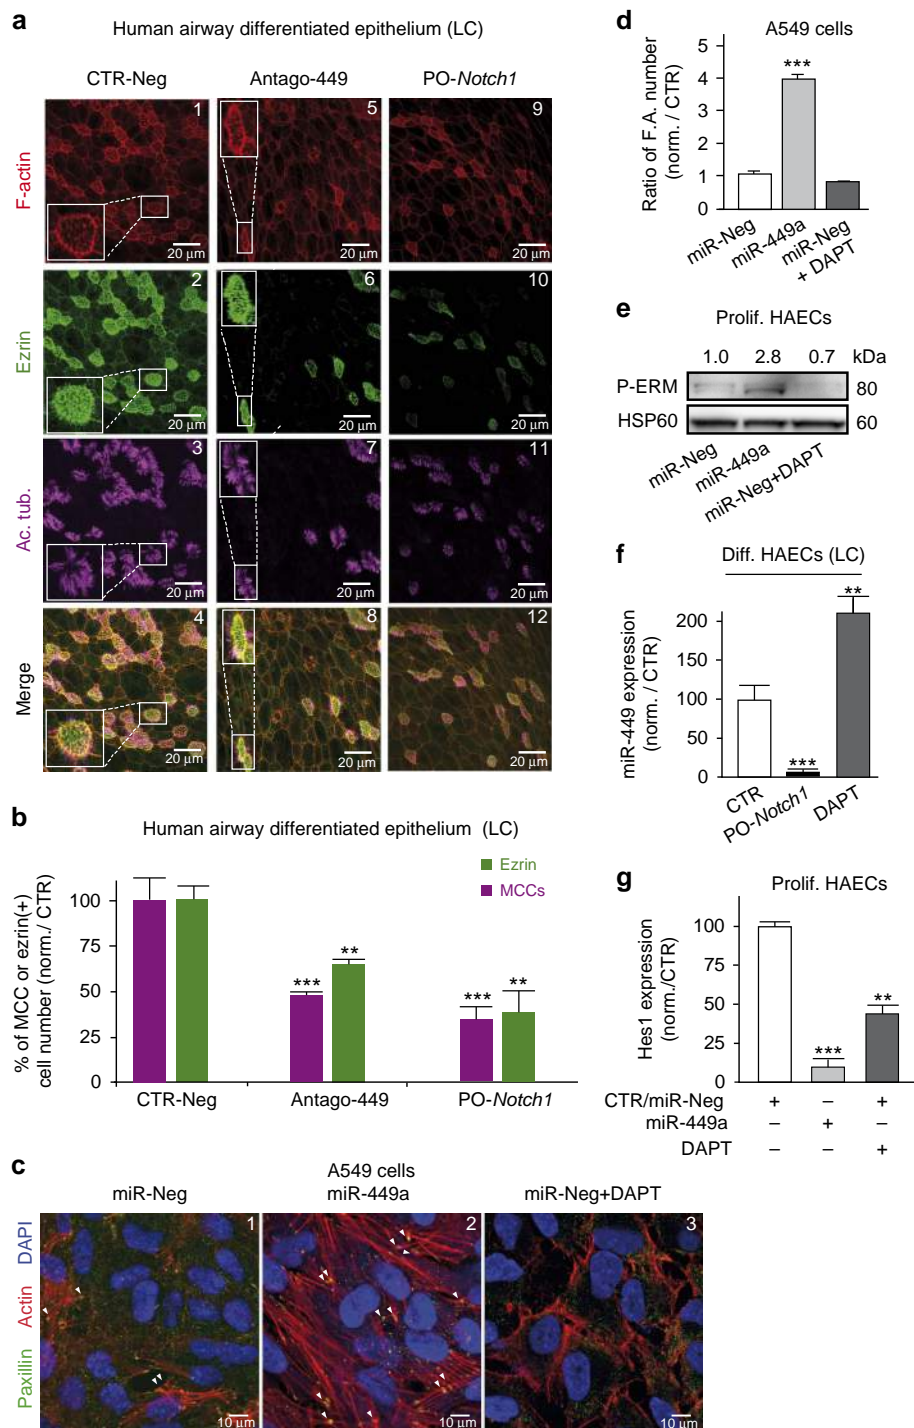 a
Human airway differentiated epithelium (LC)
CTR-Neg
Antago-449
PO-Notch1
F-actin
1
20 µm
5
20 µm
9
20 µm
Ezrin
2
20 µm
6
20 µm
10
20 µm
Ac. tub.
3
20 µm
7
20 µm
11
20 µm
Merge
4
20 µm
8
20 µm
12
20 µm
b
Human airway differentiated epithelium (LC)
% of MCC or ezrin(+)
cell number (norm./ CTR)
100
75
50
25
0
Ezrin
MCCs
***
**
***
**
CTR-Neg
Antago-449
PO-Notch1
c
A549 cells
miR-Neg
miR-449a
miR-Neg+DAPT
Paxillin Actin DAPI
1
10 µm
2
10 µm
3
10 µm
d
A549 cells
Ratio of F.A. number
(norm. / CTR)
5
4
3
2
1
0
***
miR-Neg
miR-449a
miR-Neg
+ DAPT
e
Prolif. HAECs
1.0 2.8 0.7 kDa
P-ERM 80
HSP60 60
miR-Neg
miR-449a
miR-Neg+DAPT
f
Diff. HAECs (LC)
miR-449 expression
(norm. / CTR)
200
150
100
50
0
***
**
CTR
PO-Notch1
DAPT
g
Prolif. HAECs
Hes1 expression
(norm./CTR)
100
75
50
25
0
***
**
CTR/miR-Neg + – +
miR-449a – + –
DAPT – – +